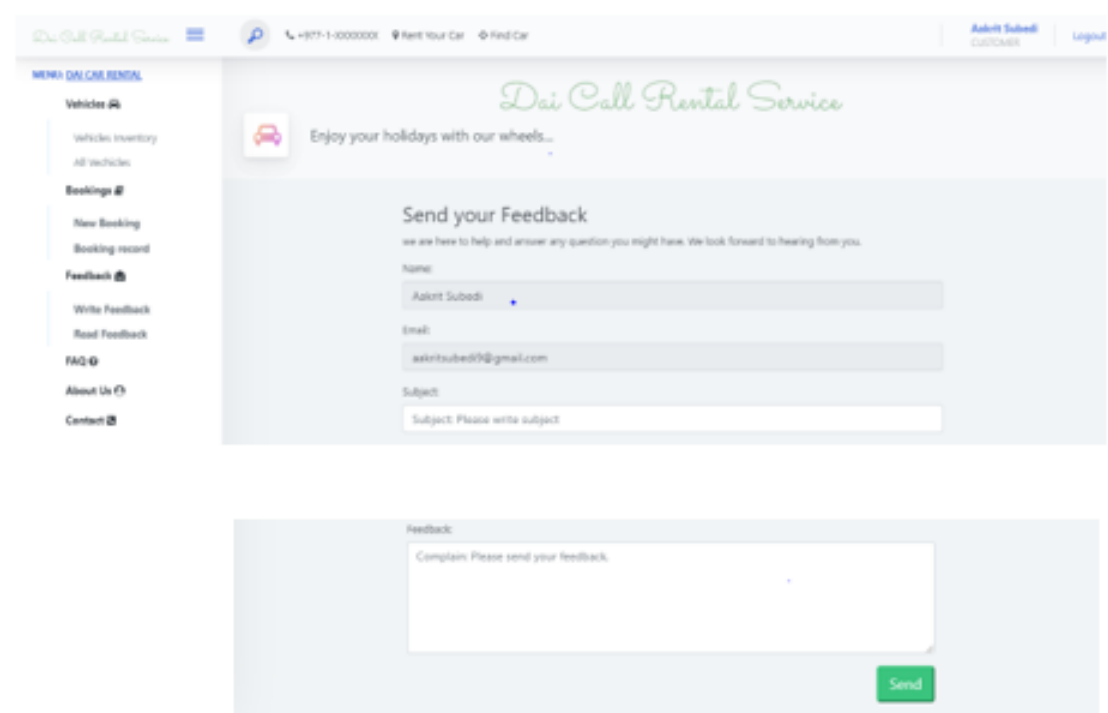 Dai Call Rental Service
+977-1-0000000X Rent Your Car Find Car
Aakrit Subedi
CUSTOMER
Logout
MENU: DAI CAR RENTAL
Vehicles
Vehicles Inventory
All Vechicles
Bookings
New Booking
Booking record
Feedback
Write Feedback
Read Feedback
FAQ
About Us
Contact
Dai Call Rental Service
Enjoy your holidays with our wheels...
Send your Feedback
we are here to help and answer any question you might have. We look forward to hearing from you.
Name:
Aakrit Subedi
Email:
aakritsubedi9@gmail.com
Subject:
Subject: Please write subject
Feedback:
Complain: Please send your feedback.
Send